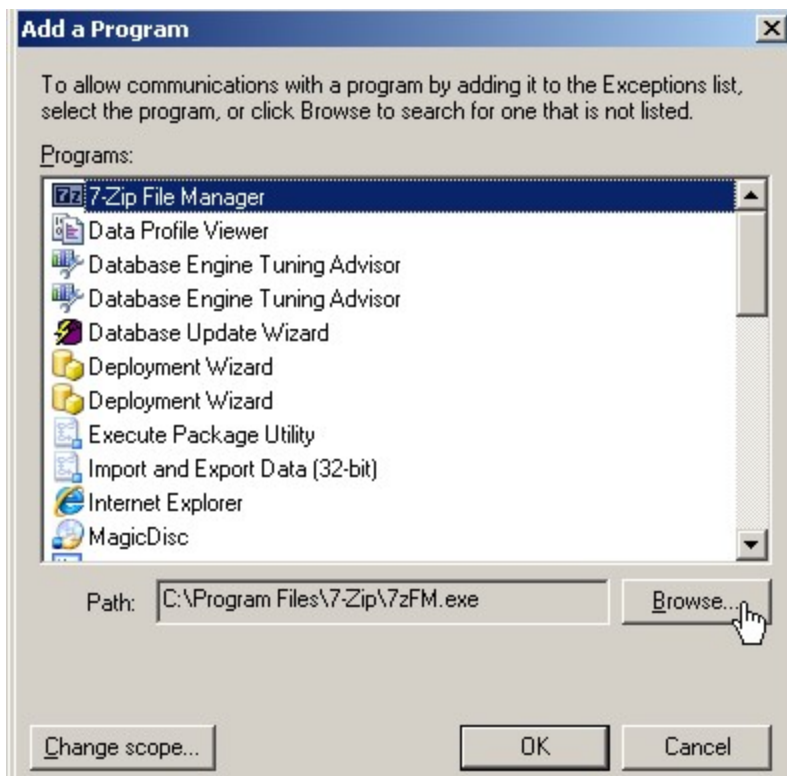 Add a Program
To allow communications with a program by adding it to the Exceptions list,
select the program, or click Browse to search for one that is not listed.
Programs:
7-Zip File Manager
Data Profile Viewer
Database Engine Tuning Advisor
Database Engine Tuning Advisor
Database Update Wizard
Deployment Wizard
Deployment Wizard
Execute Package Utility
Import and Export Data (32-bit)
Internet Explorer
MagicDisc
Path: C:\Program Files\7-Zip\7zFM.exe Browse...
Change scope... OK Cancel